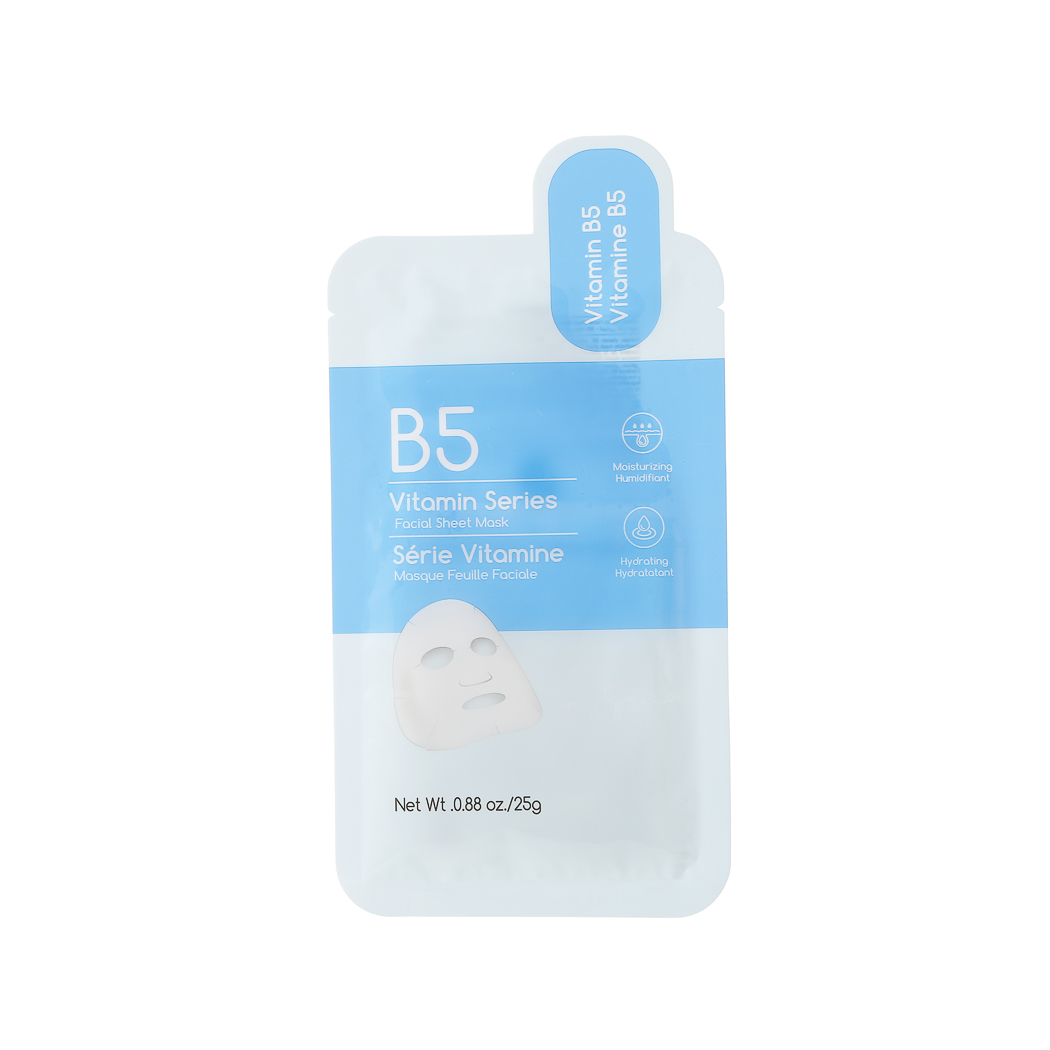 Vitamin B5
Vitamine B5
B5
Vitamin Series
Facial Sheet Mask
Série Vitamine
Masque Feuille Faciale
Moisturizing
Humidifiant
Hydrating
Hydratatant
Net Wt .0.88 oz./25g